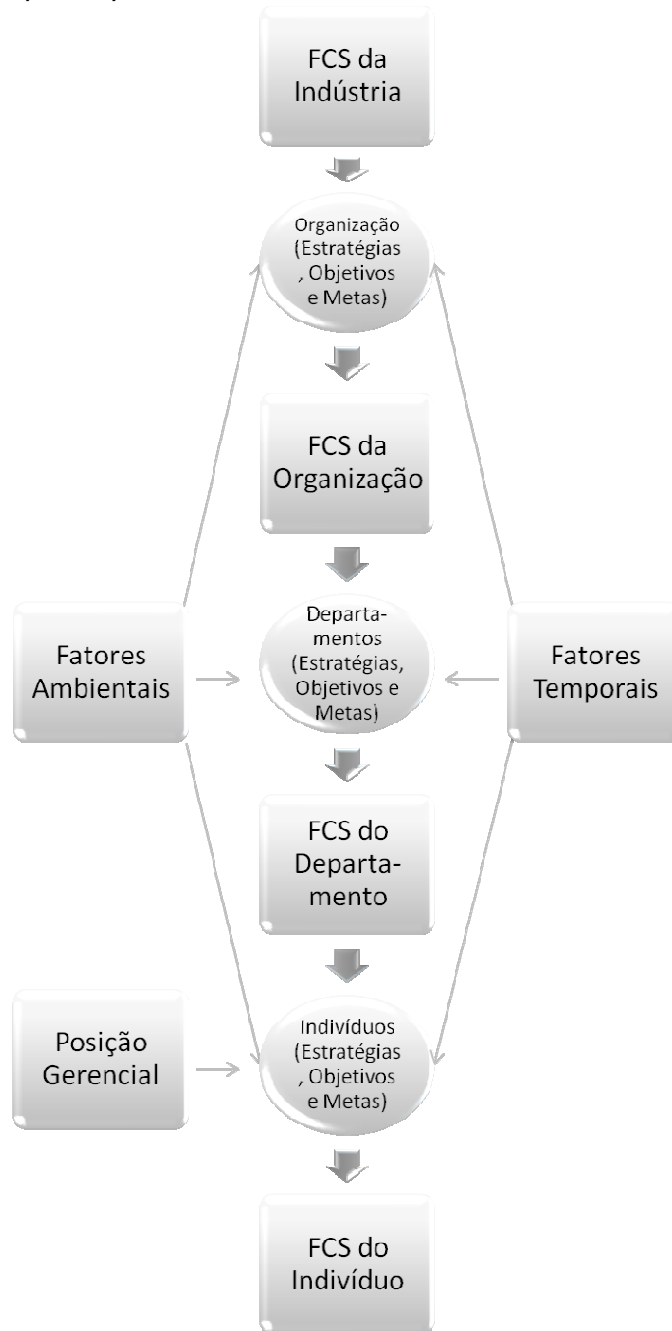 FCS da
Indústria
Organização
(Estratégias
, Objetivos
e Metas)
FCS da
Organização
Fatores
Ambientais
Departa-
mentos
(Estratégias,
Objetivos e
Metas)
Fatores
Temporais
FCS do
Departa-
mento
Posição
Gerencial
Indivíduos
(Estratégias
, Objetivos
e Metas)
FCS do
Indivíduo